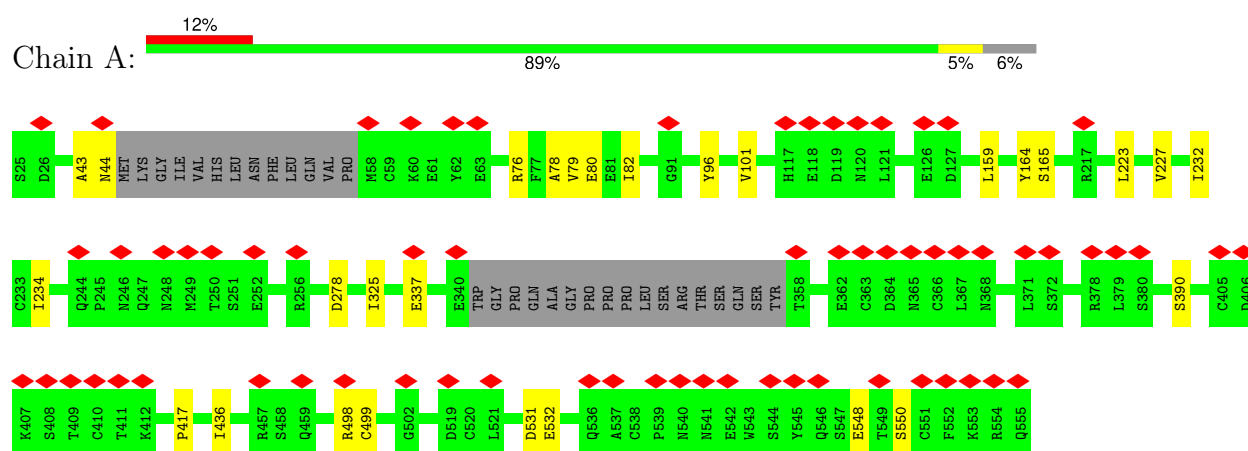 12%
Chain A:
89% 5% 6%
S25 D26 A43 N44 MET LYS GLY ILE VAL HIS LEU ASN PHE LEU GLN VAL PRO M58 C59 K60 E61 Y62 E63 R76 F77 A78 V79 E80 E81 I82 G91 Y96 V101 H117 E118 D119 N120 L121 E126 D127 L159 Y164 S165 R217 L223 V227 I232
C233 I234 Q244 P245 N246 Q247 N248 M249 T250 S251 E252 R256 D278 I325 E337 E340 TRP GLY PRO GLN ALA GLY PRO PRO PRO LEU SER ARG THR SER GLN SER TYR T358 E362 C363 D364 N365 C366 L367 N368 L371 S372 R378 L379 S380 S390 C405 D406
K407 S408 T409 C410 T411 K412 P417 I436 R457 S458 Q459 R498 C499 G502 D519 C520 L521 D531 E532 Q536 A537 C538 P539 N540 N541 E542 W543 S544 Y545 Q546 S547 E548 T549 S550 C551 F552 K553 R554 Q555